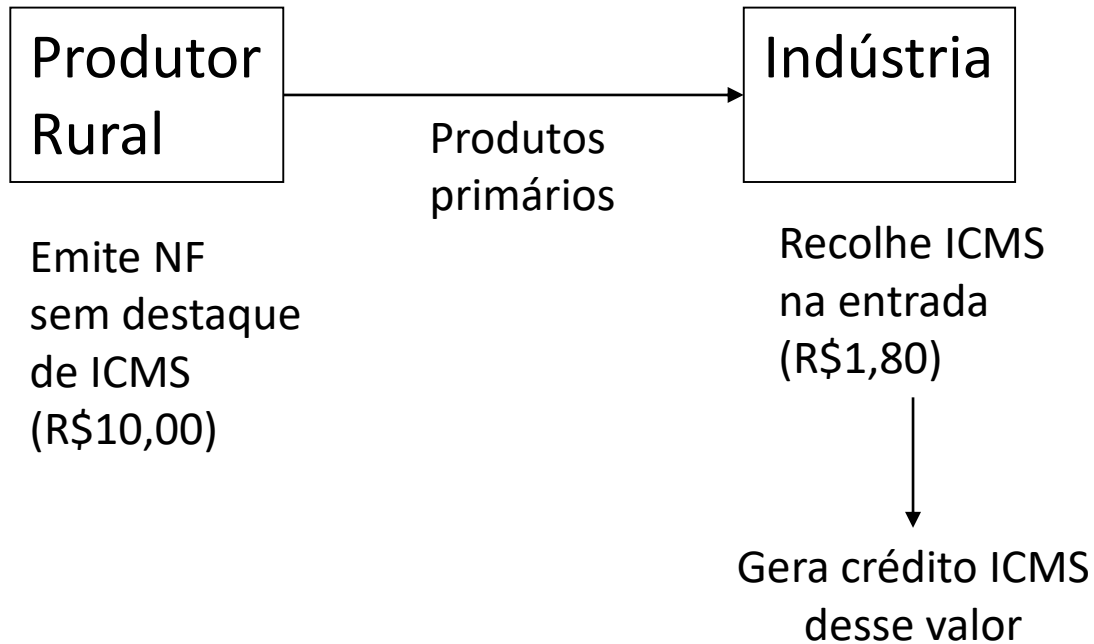 Produtor
Rural
Indústria
Produtos
primários
Emite NF
sem destaque
de ICMS
(R$10,00)
Recolhe ICMS
na entrada
(R$1,80)
Gera crédito ICMS
desse valor